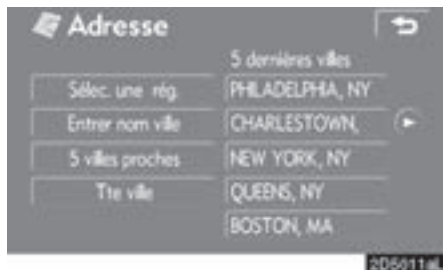 Adresse
5 dernières villes
Sélec. une rég.
PHILADELPHIA, NY
Entrer nom ville
CHARLESTOWN,
5 villes proches
NEW YORK, NY
Tte ville
QUEENS, NY
BOSTON, MA